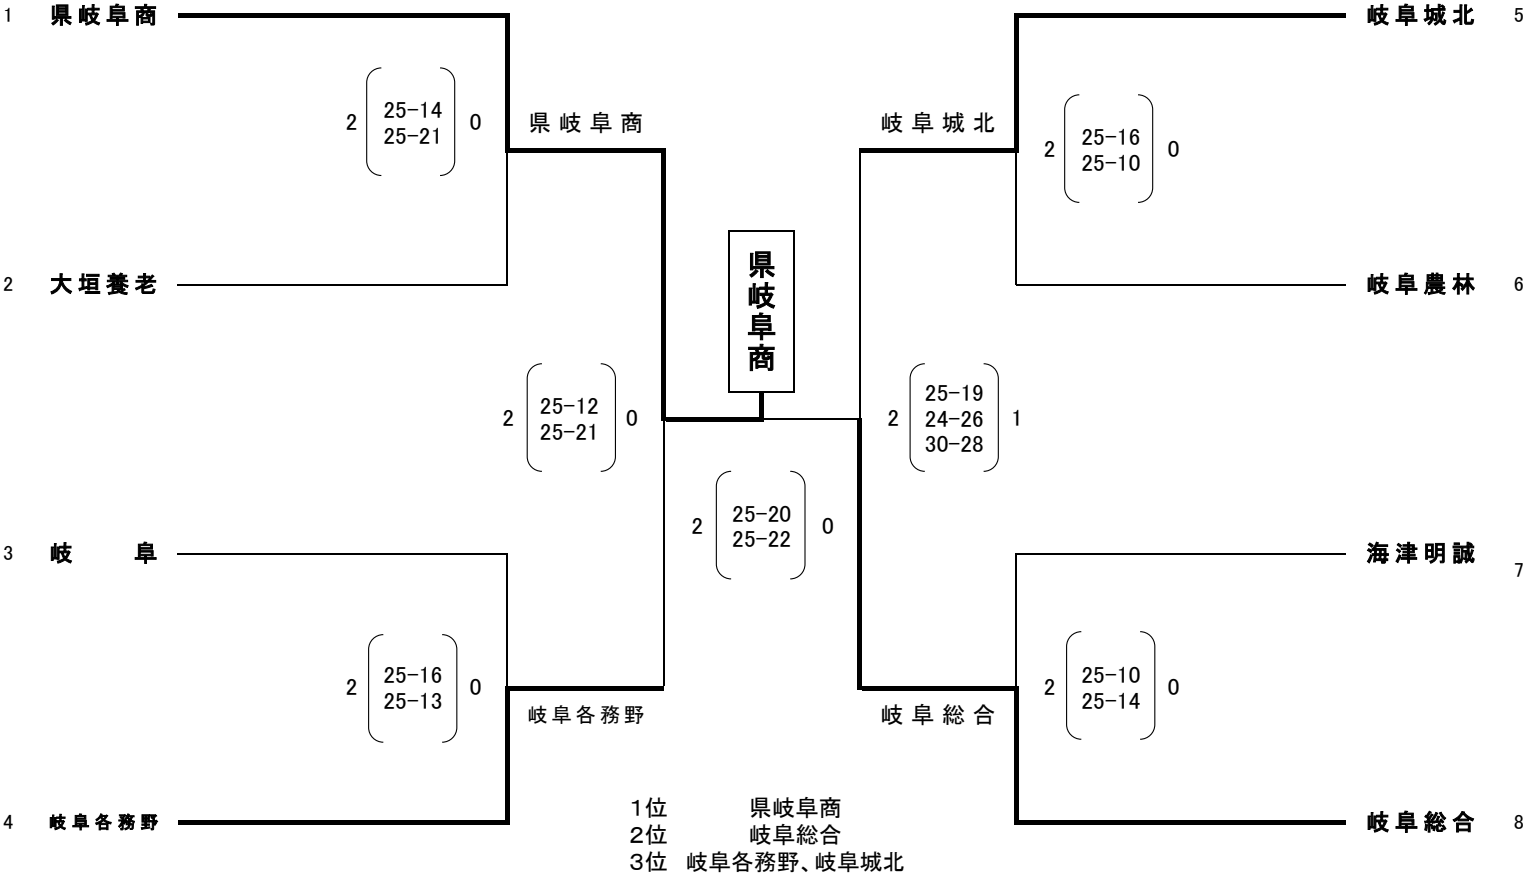 1 県岐阜商
岐阜城北 5
2 25-14 0
25-21
県岐阜商
岐阜城北
2 25-16 0
25-10
県岐阜商
2 大垣養老
岐阜農林 6
2 25-12 0
25-21
2 25-19 1
24-26
30-28
2 25-20 0
25-22
3 岐阜
海津明誠 7
2 25-16 0
25-13
2 25-10 0
25-14
岐阜各務野
岐阜総合
4 岐阜各務野
岐阜総合 8
1位 県岐阜商
2位 岐阜総合
3位 岐阜各務野、岐阜城北